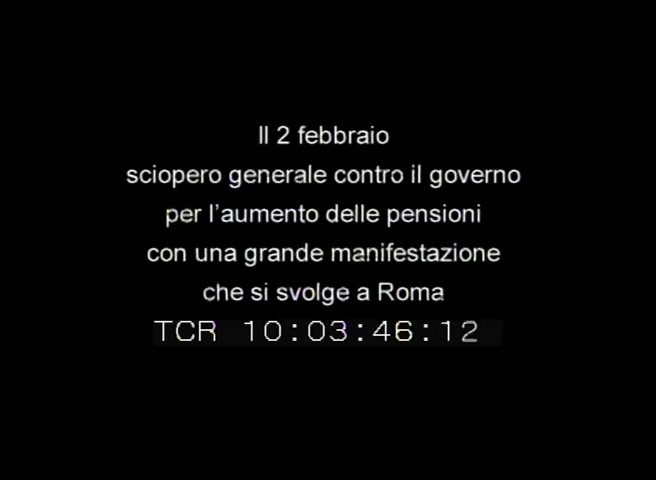 Il 2 febbraio
sciopero generale contro il governo
per l'aumento delle pensioni
con una grande manifestazione
che si svolge a Roma
TCR 10:03:46:12